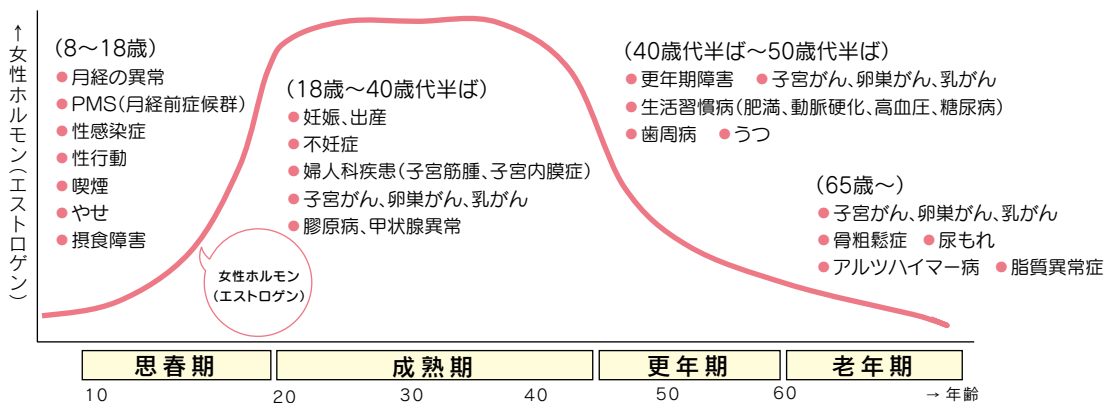 ↑女性ホルモン(エストロゲン)
(8〜18歳)
●月経の異常
●PMS(月経前症候群)
●性感染症
●性行動
●喫煙
●やせ
●摂食障害
(18歳〜40歳代半ば)
●妊娠、出産
●不妊症
●婦人科疾患(子宮筋腫、子宮内膜症)
●子宮がん、卵巣がん、乳がん
●膠原病、甲状腺異常
女性ホルモン
(エストロゲン)
(40歳代半ば〜50歳代半ば)
●更年期障害 ●子宮がん、卵巣がん、乳がん
●生活習慣病(肥満、動脈硬化、高血圧、糖尿病)
●歯周病 ●うつ
(65歳〜)
●子宮がん、卵巣がん、乳がん
●骨粗鬆症 ●尿もれ
●アルツハイマー病 ●脂質異常症
思春期 成熟期 更年期 老年期
10 20 30 40 50 60 →年齢